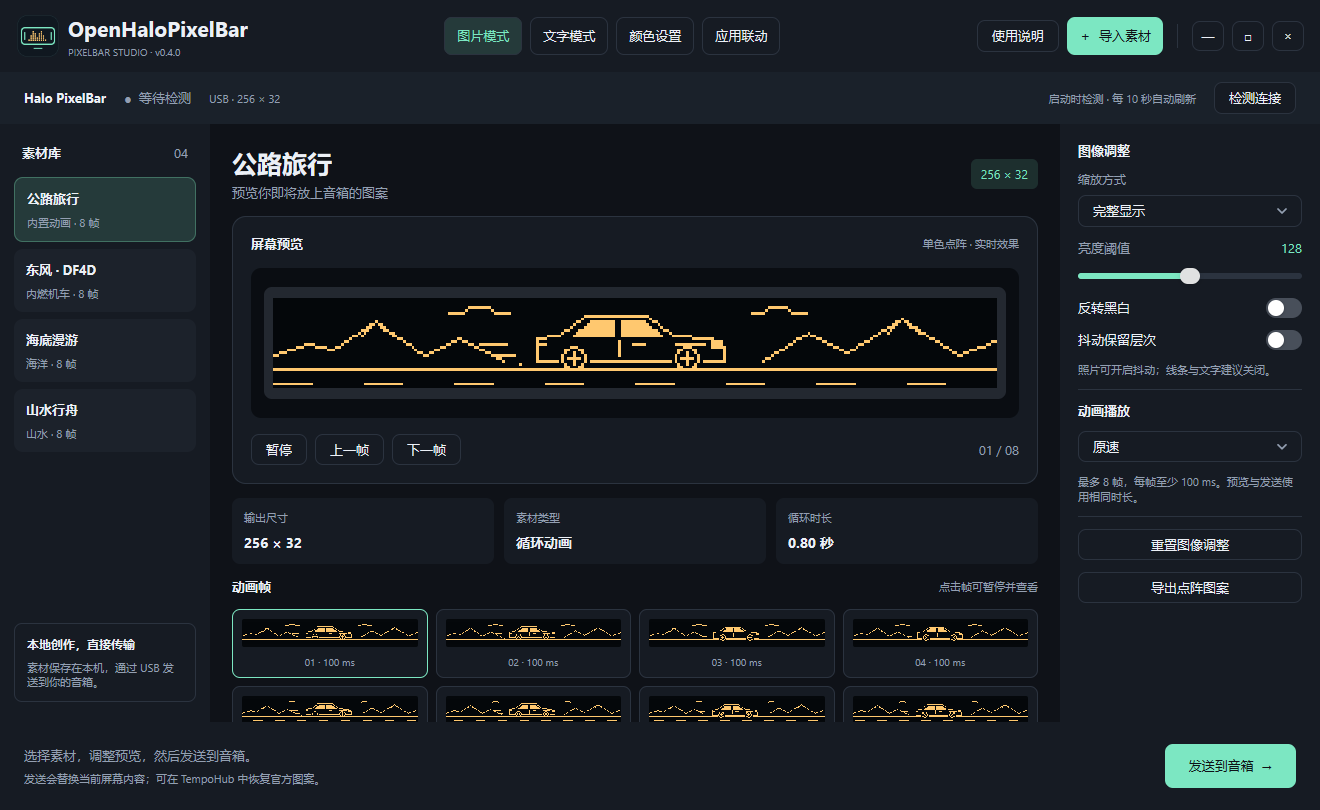 OpenHaloPixelBar
PIXELBAR STUDIO · v0.4.0
图片模式
文字模式
颜色设置
应用联动
使用说明
+ 导入素材
Halo PixelBar
等待检测
USB · 256 × 32
启动时检测 · 每 10 秒自动刷新
检测连接
素材库
04
公路旅行
内置动画 · 8 帧
东风 · DF4D
内燃机车 · 8 帧
海底漫游
海洋 · 8 帧
山水行舟
山水 · 8 帧
本地创作，直接传输
素材保存在本机，通过 USB 发
送到你的音箱。
公路旅行
预览你即将放上音箱的图案
256 × 32
屏幕预览
单色点阵 · 实时效果
暂停
上一帧
下一帧
01 / 08
输出尺寸
256 × 32
素材类型
循环动画
循环时长
0.80 秒
动画帧
点击帧可暂停并查看
01 · 100 ms
02 · 100 ms
03 · 100 ms
04 · 100 ms
图像调整
缩放方式
完整显示
亮度阈值
128
反转黑白
抖动保留层次
照片可开启抖动；线条与文字建议关闭。
动画播放
原速
最多 8 帧，每帧至少 100 ms。预览与发送使
用相同时长。
重置图像调整
导出点阵图案
选择素材，调整预览，然后发送到音箱。
发送会替换当前屏幕内容；可在 TempoHub 中恢复官方图案。
发送到音箱 →